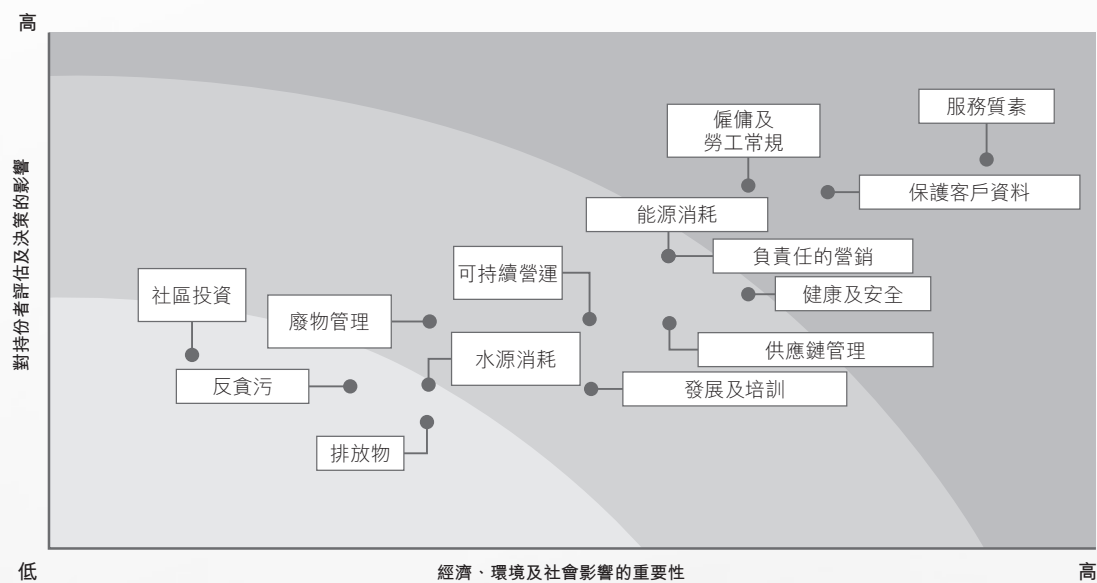 高
對持份者評估及決策的影響
服務質素
僱傭及
勞工常規
保護客戶資料
能源消耗
負責任的營銷
可持續營運
社區投資
健康及安全
廢物管理
水源消耗
供應鏈管理
反貪污
發展及培訓
排放物
低
經濟、環境及社會影響的重要性
高